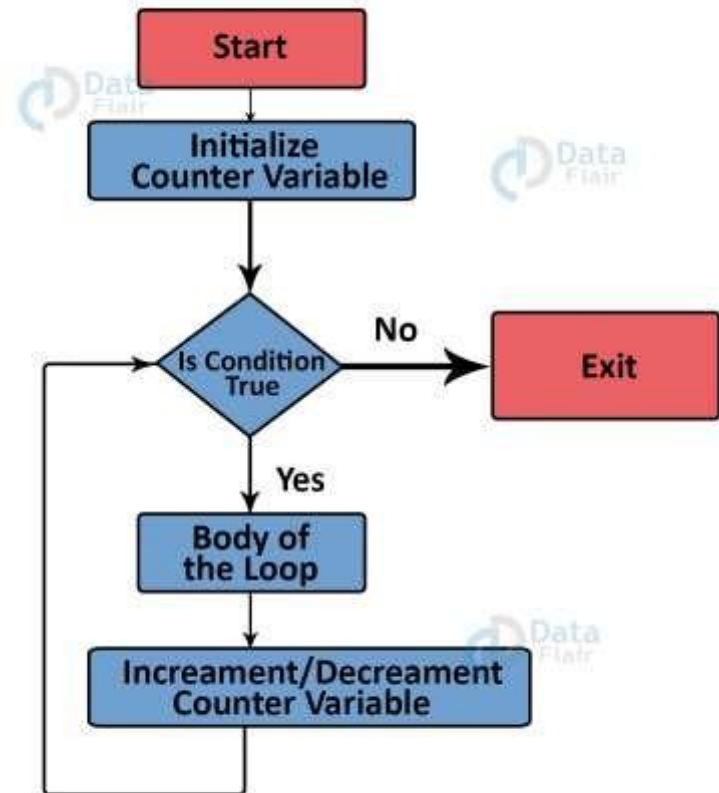 Start
Data
Flair
Initialize
Counter Variable
Data
Flair
No
Is Condition
True
Exit
Yes
Body of
the Loop
Data
Flair
Increament/Decreament
Counter Variable